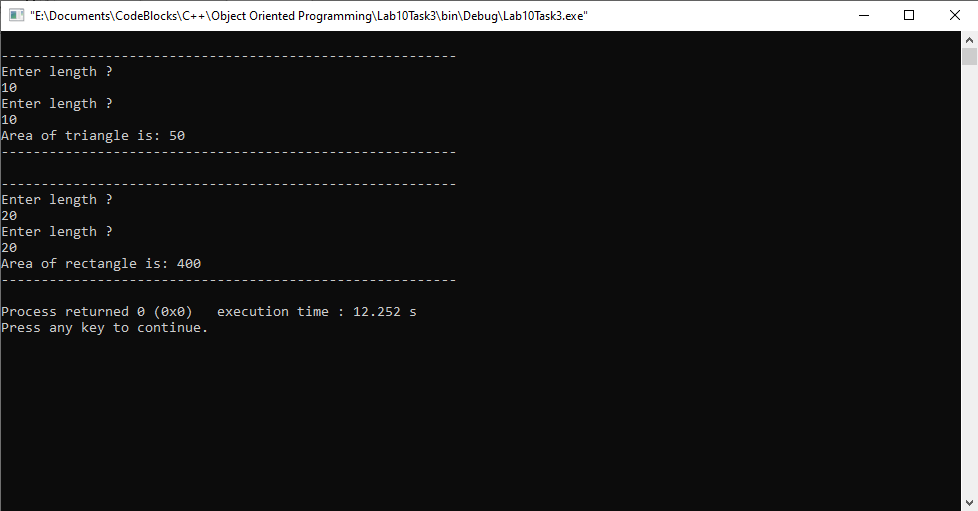 "E:\Documents\CodeBlocks\C++\Object Oriented Programming\Lab10Task3\bin\Debug\Lab10Task3.exe"
---------------------------------------------------------
Enter length ?
10
Enter length ?
10
Area of triangle is: 50
---------------------------------------------------------
---------------------------------------------------------
Enter length ?
20
Enter length ?
20
Area of rectangle is: 400
---------------------------------------------------------
Process returned 0 (0x0)   execution time : 12.252 s
Press any key to continue.